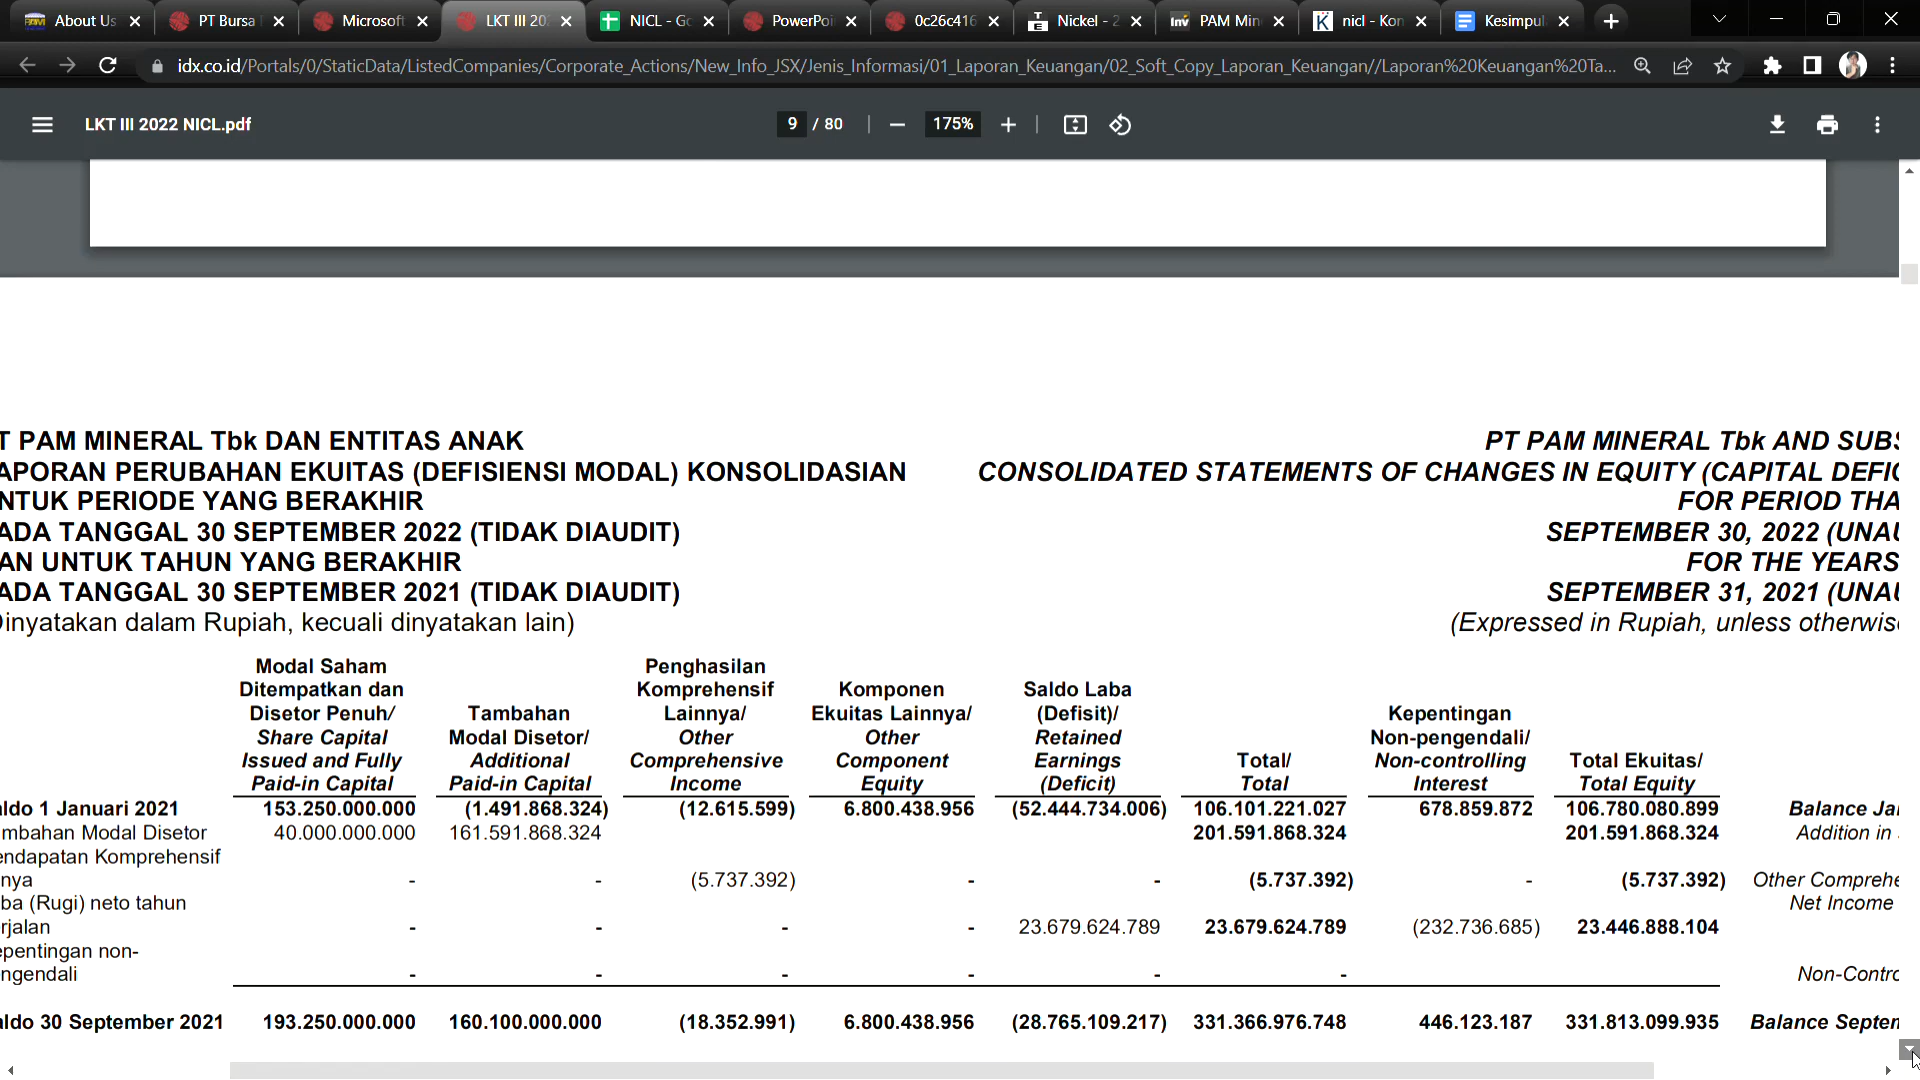 About Us
PT Bursa
Microsoft
LKT III 20
NICL - Go
PowerPoi
0c26c416
Nickel - 2
PAM Min
nicl - Kon
Kesimpul
idx.co.id/Portals/0/StaticData/ListedCompanies/Corporate_Actions/New_Info_JSX/Jenis_Informasi/01_Laporan_Keuangan/02_Soft_Copy_Laporan_Keuangan//Laporan%20Keuangan%20Ta...
LKT III 2022 NICL.pdf
9 / 80
175%
T PAM MINERAL Tbk DAN ENTITAS ANAK
APORAN PERUBAHAN EKUITAS (DEFISIENSI MODAL) KONSOLIDASIAN
NTUK PERIODE YANG BERAKHIR
ADA TANGGAL 30 SEPTEMBER 2022 (TIDAK DIAUDIT)
AN UNTUK TAHUN YANG BERAKHIR
ADA TANGGAL 30 SEPTEMBER 2021 (TIDAK DIAUDIT)
Dinyatakan dalam Rupiah, kecuali dinyatakan lain)
PT PAM MINERAL Tbk AND SUBS
CONSOLIDATED STATEMENTS OF CHANGES IN EQUITY (CAPITAL DEFIC
FOR PERIOD THA
SEPTEMBER 30, 2022 (UNAU
FOR THE YEARS
SEPTEMBER 31, 2021 (UNAU
(Expressed in Rupiah, unless otherwise
Modal Saham
Ditempatkan dan
Disetor Penuh/
Share Capital
Issued and Fully
Paid-in Capital
Tambahan
Modal Disetor/
Additional
Paid-in Capital
Penghasilan
Komprehensif
Lainnya/
Other
Comprehensive
Income
Komponen
Ekuitas Lainnya/
Other
Component
Equity
Saldo Laba
(Defisit)/
Retained
Earnings
(Deficit)
Total/
Total
Kepentingan
Non-pengendali/
Non-controlling
Interest
Total Ekuitas/
Total Equity
aldo 1 Januari 2021 153.250.000.000 (1.491.868.324) (12.615.599) 6.800.438.956 (52.444.734.006) 106.101.221.027 678.859.872 106.780.080.899 Balance Jan
ambahan Modal Disetor 40.000.000.000 161.591.868.324 201.591.868.324 201.591.868.324 Addition in
endapatan Komprehensif
nya - - (5.737.392) - - (5.737.392) - (5.737.392) Other Comprehe
ba (Rugi) neto tahun Net Income
rjalan - - - - 23.679.624.789 23.679.624.789 (232.736.685) 23.446.888.104
epentingan non-
ngendali - - - - - - Non-Contro
aldo 30 September 2021 193.250.000.000 160.100.000.000 (18.352.991) 6.800.438.956 (28.765.109.217) 331.366.976.748 446.123.187 331.813.099.935 Balance Septem